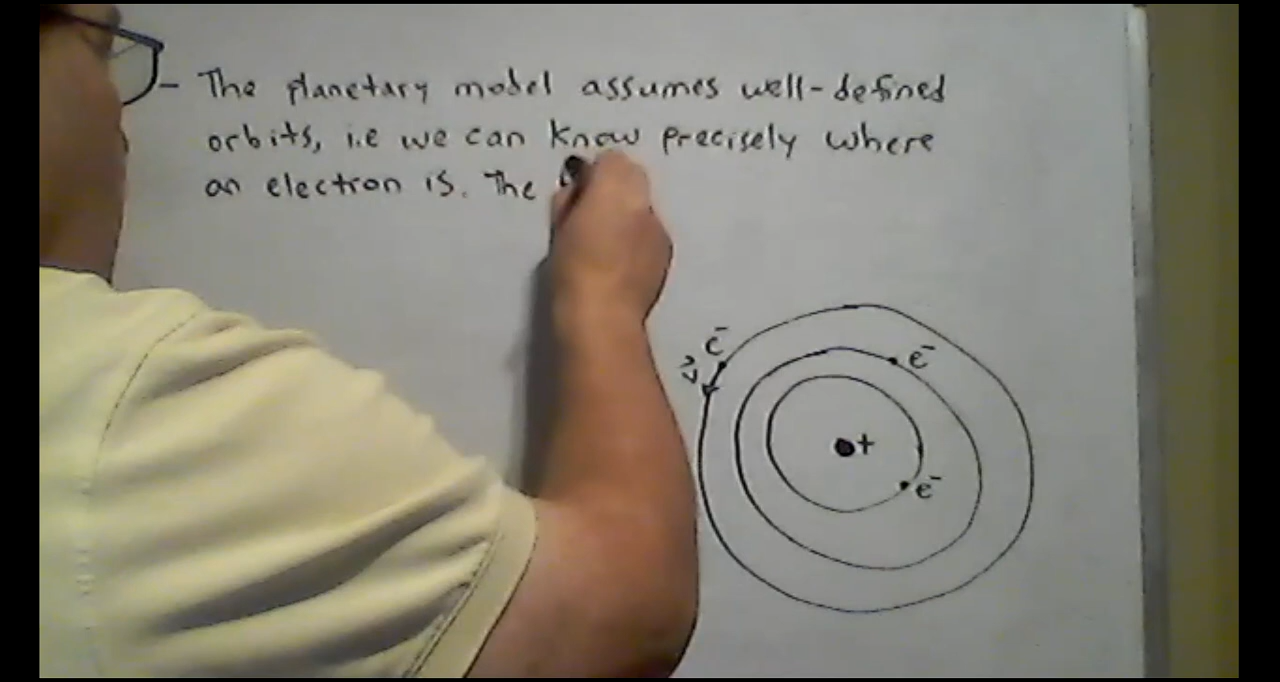 - The planetary model assumes well-defined
orbits, i.e we can know precisely where
an electron is. The
e⁻
v⃗
e⁻
+
e⁻